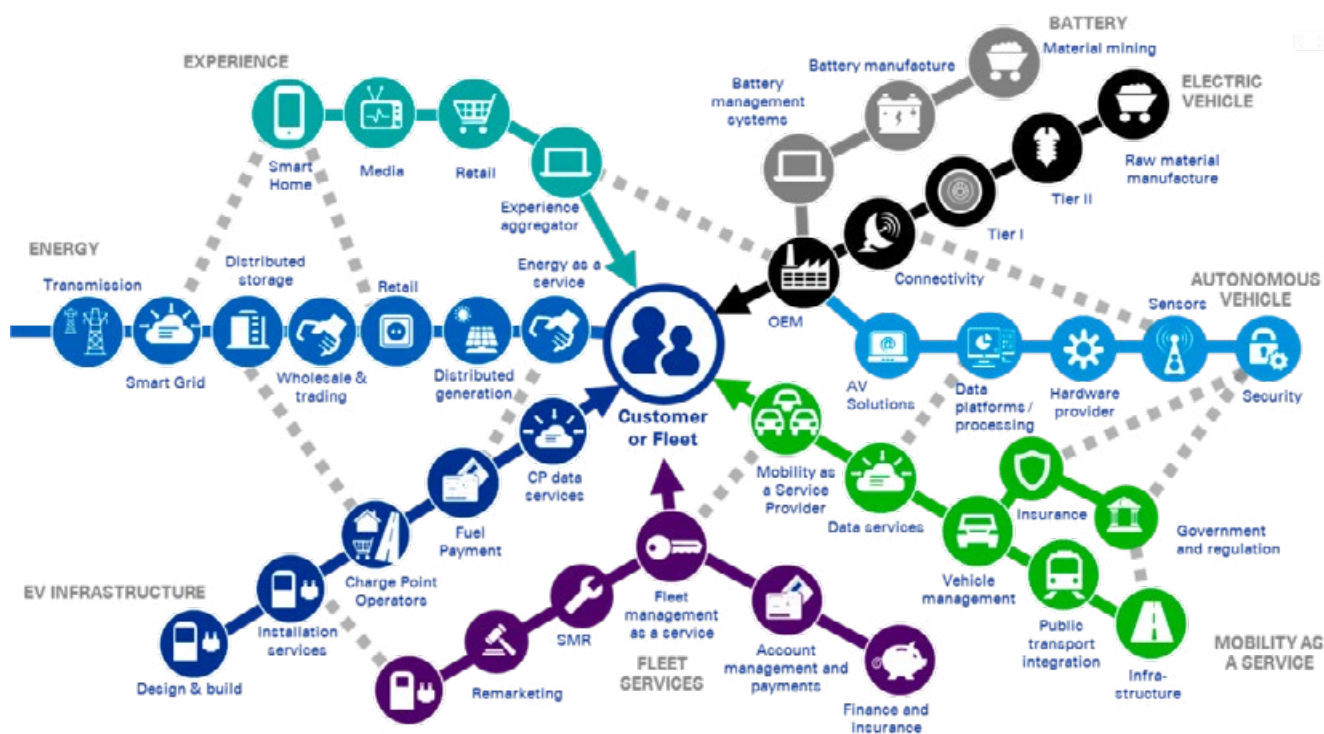 BATTERY
Material mining
EXPERIENCE
Battery manufacture
ELECTRIC
VEHICLE
Battery
management
systems
Smart
Home
Media
Retail
Raw material
manufacture
Tier II
Experience
aggregator
Tier I
ENERGY
Transmission
Distributed
storage
Retail
Energy as a
service
Connectivity
AUTONOMOUS
VEHICLE
Sensors
OEM
Smart Grid
Wholesale &
trading
Distributed
generation
AV
Solutions
@
Data
platforms /
processing
Hardware
provider
Security
Customer
or Fleet
CP data
services
Mobility as
a Service
Provider
Fuel
Payment
Data services
Insurance
Government
and regulation
EV INFRASTRUCTURE
Charge Point
Operators
Installation
services
Design & build
SMR
Fleet
management
as a service
Vehicle
management
Public
transport
integration
MOBILITY AS
A SERVICE
Infra-
structure
Remarketing
FLEET
SERVICES
Account
management and
payments
Finance and
insurance